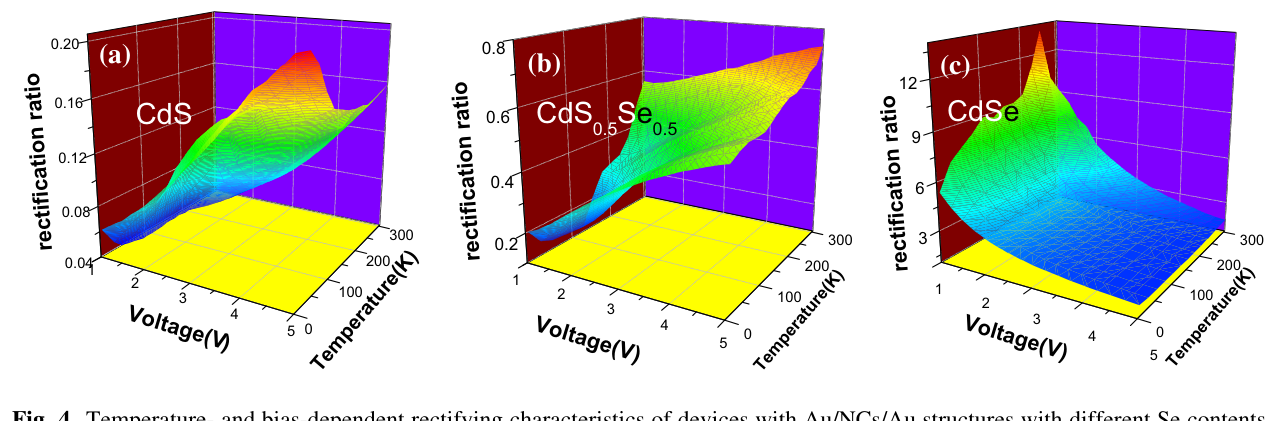 (a)
CdS
rectification ratio
0.20
0.16
0.12
0.08
0.04
1
2
3
4
5
Voltage(V)
0
100
200
300
Temperature(K)
(b)
CdS0.5Se0.5
rectification ratio
0.8
0.6
0.4
0.2
1
2
3
4
5
Voltage(V)
0
100
200
300
Temperature(K)
(c)
CdSe
rectification ratio
12
9
6
3
1
2
3
4
5
Voltage(V)
0
100
200
300
Temperature(K)
Fig. 4 Temperature- and bias-dependent rectifying characteristics of devices with Au/NCs/Au structures with different Se contents